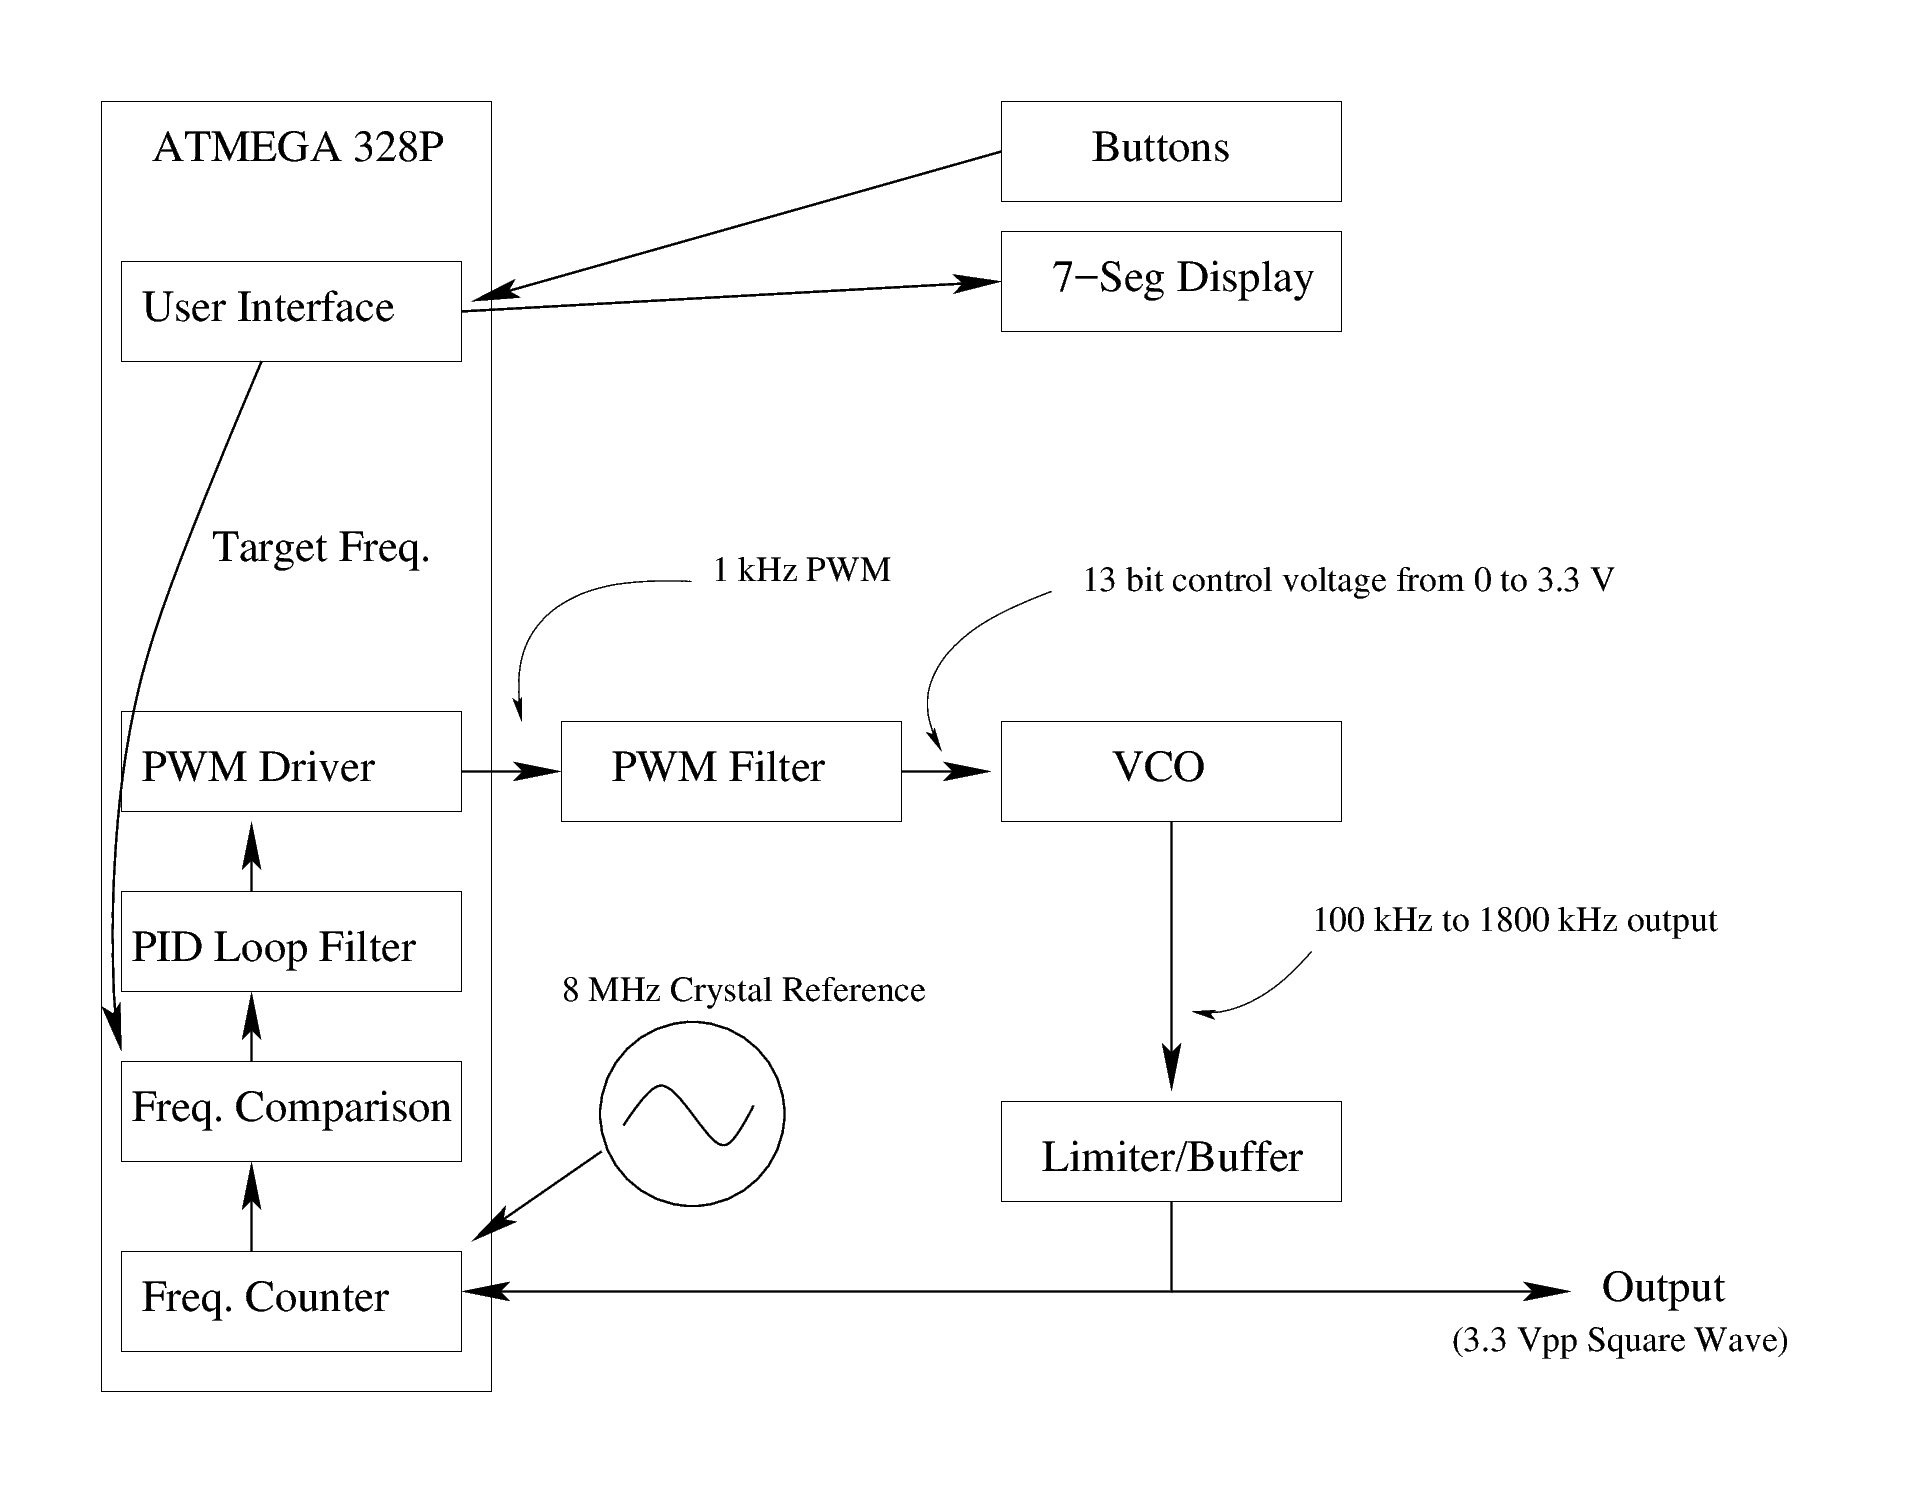 ATMEGA 328P
Buttons
User Interface
7−Seg Display
Target Freq.
1 kHz PWM
13 bit control voltage from 0 to 3.3 V
PWM Driver
PWM Filter
VCO
100 kHz to 1800 kHz output
PID Loop Filter
8 MHz Crystal Reference
Freq. Comparison
Limiter/Buffer
Freq. Counter
Output
(3.3 Vpp Square Wave)